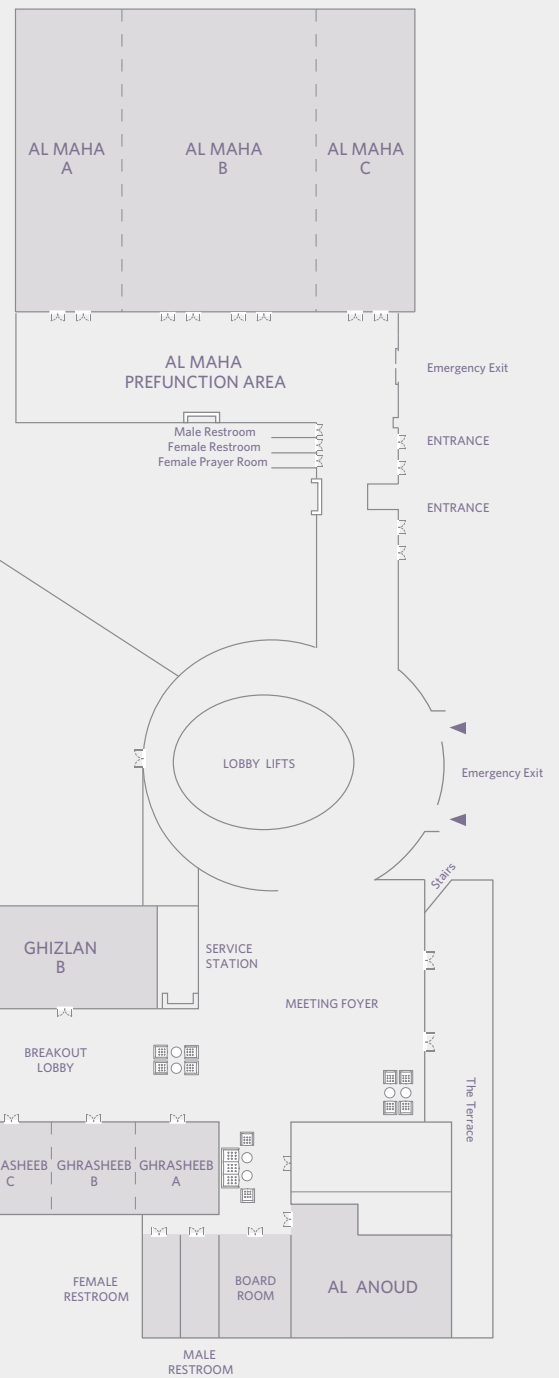 AL MAHA
A
AL MAHA
B
AL MAHA
C
AL MAHA
PREFUNCTION AREA
Emergency Exit
Male Restroom
Female Restroom
Female Prayer Room
ENTRANCE
ENTRANCE
LOBBY LIFTS
Emergency Exit
Stairs
GHIZLAN
B
SERVICE
STATION
MEETING FOYER
BREAKOUT
LOBBY
The Terrace
ASHEEB
C
GHRASHEEB
B
GHRASHEEB
A
FEMALE
RESTROOM
BOARD
ROOM
AL ANOUD
MALE
RESTROOM